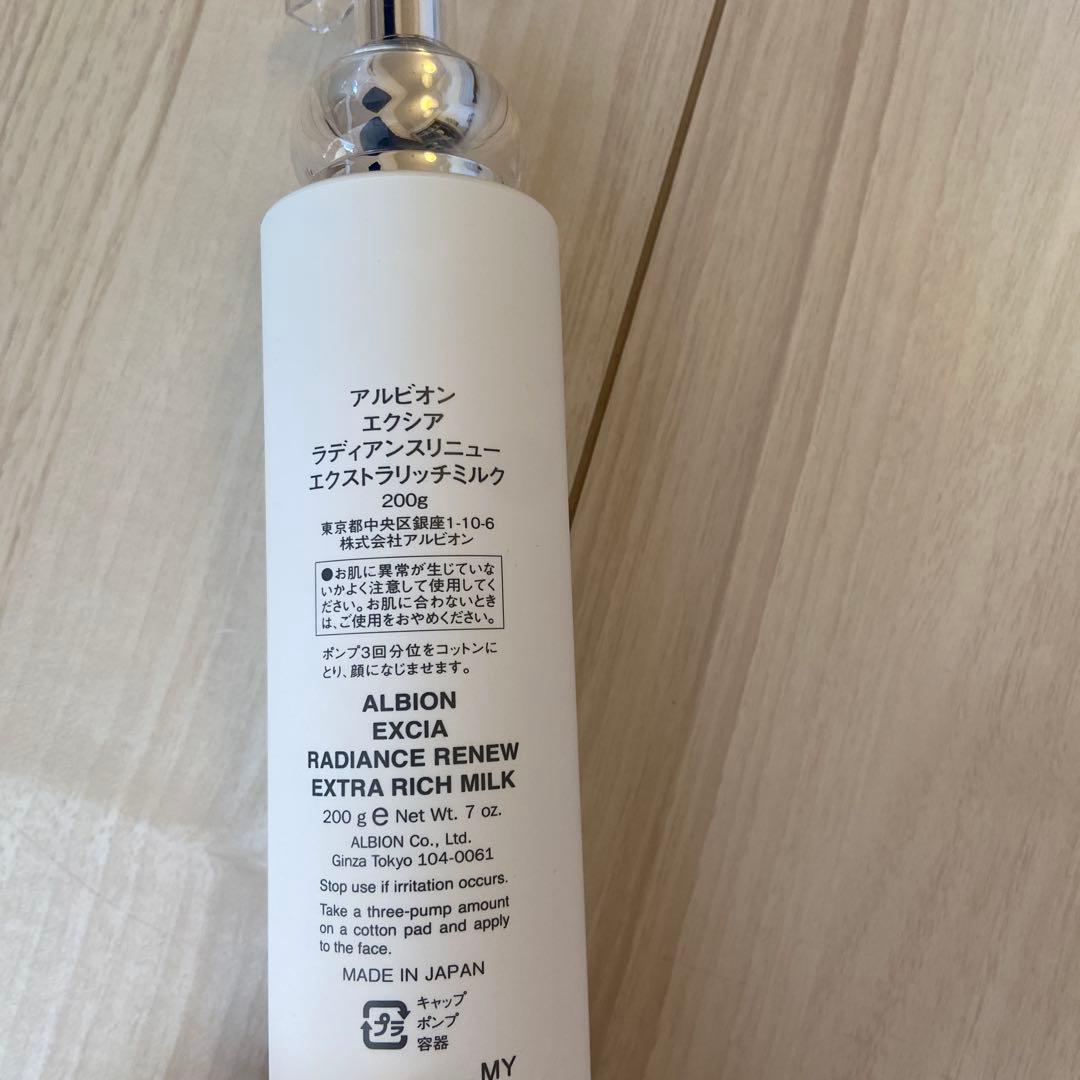 アルビオン
エクシア
ラディアンスリニュー
エクストラリッチミルク
200g
東京都中央区銀座1-10-6
株式会社アルビオン
●お肌に異常が生じていな
いかよく注意して使用してく
ださい。お肌に合わないとき
は、ご使用をおやめください。
ポンプ3回分位をコットンに
とり、顔になじませます。
ALBION
EXCIA
RADIANCE RENEW
EXTRA RICH MILK
200 g e Net Wt. 7 oz.
ALBION Co., Ltd.
Ginza Tokyo 104-0061
Stop use if irritation occurs.
Take a three-pump amount
on a cotton pad and apply
to the face.
MADE IN JAPAN
プラ
キャップ
ポンプ
容器
MY